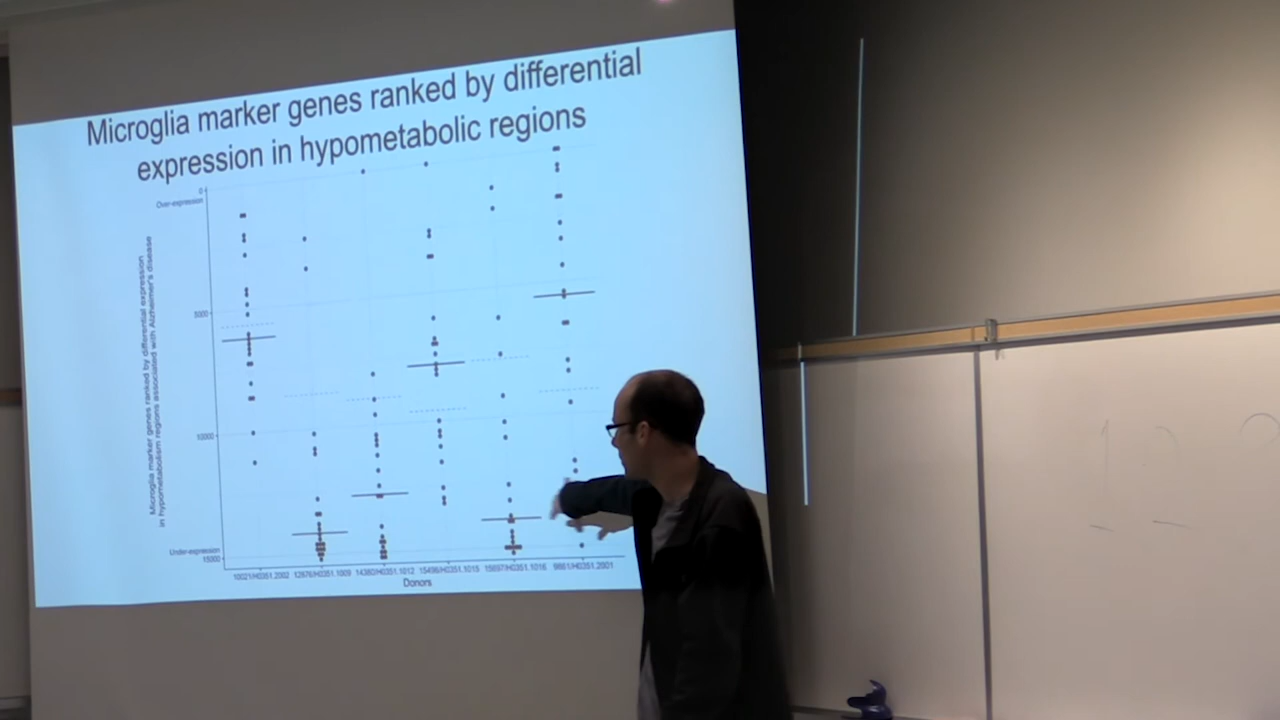 Microglia marker genes ranked by differential
expression in hypometabolic regions
0
Over-expression
Microglia marker genes ranked by differential expression
in hypometabolism regions associated with Alzheimer's disease
5000
10000
Under-expression
15000
10021/H0351.2002 12876/H0351.1009 14380/H0351.1012 15496/H0351.1015 15697/H0351.1016 9861/H0351.2001
Donors